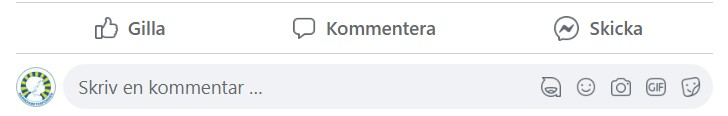 Gilla Kommentera Skicka
Skriv en kommentar ... GIF